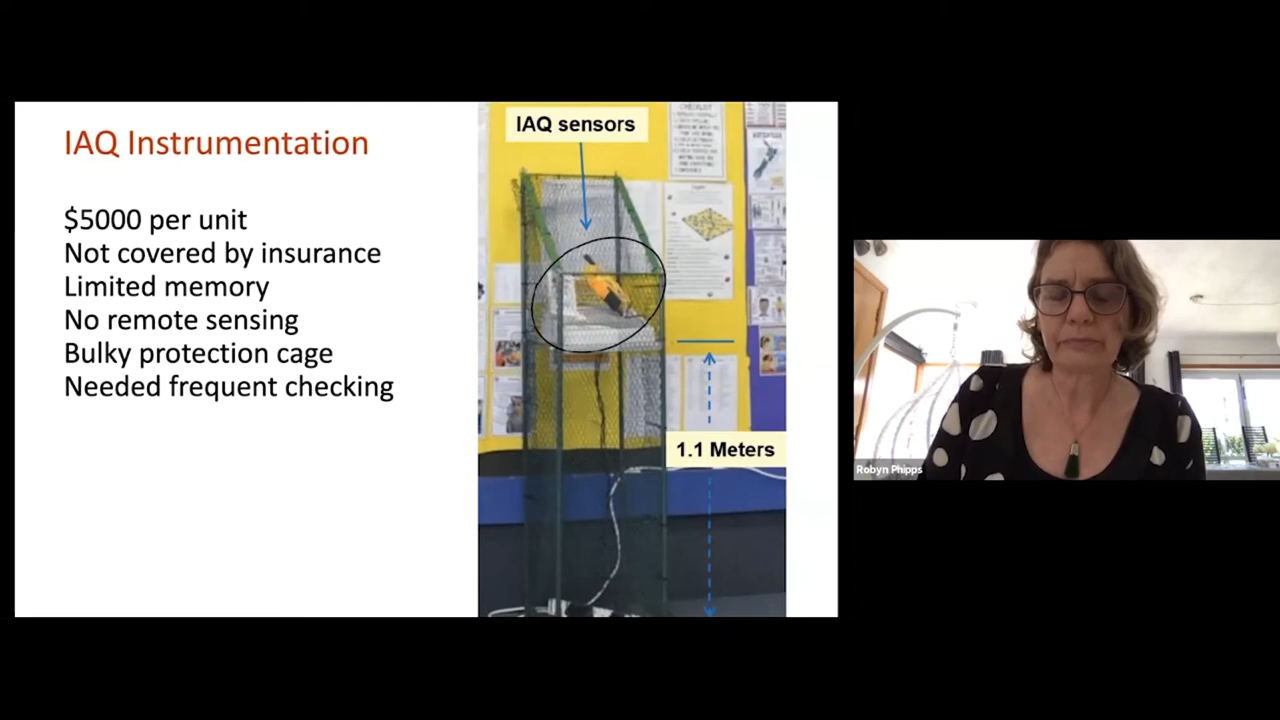 IAQ Instrumentation
$5000 per unit
Not covered by insurance
Limited memory
No remote sensing
Bulky protection cage
Needed frequent checking
IAQ sensors
CHECKLIST
1.1 Meters
Robyn Phipps